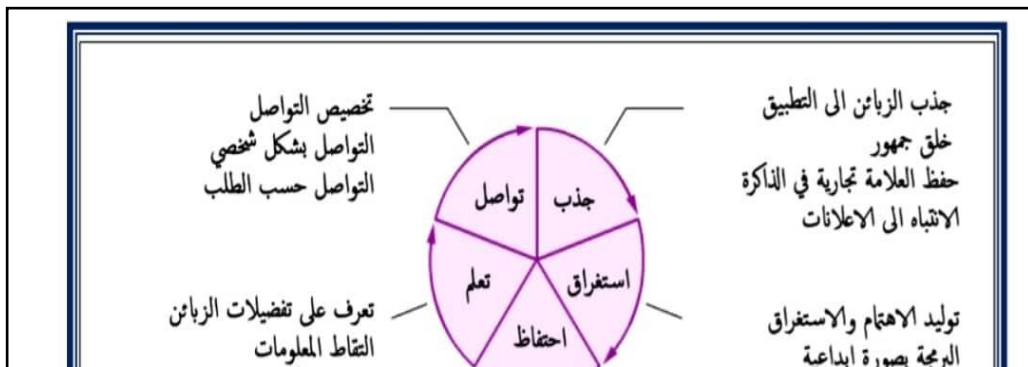 جذب الزبائن الى التطبيق
خلق جمهور
حفظ العلامة تجارية في الذاكرة
الانتباه الى الاعلانات
تخصيص التواصل
التواصل بشكل شخصي
التواصل حسب الطلب
تواصل
جذب
تعلم
استغراق
احتفاظ
توليد الاهتمام والاستغراق
البرمجة بصورة ابداعية
تعرف على تفضيلات الزبائن
التقاط المعلومات